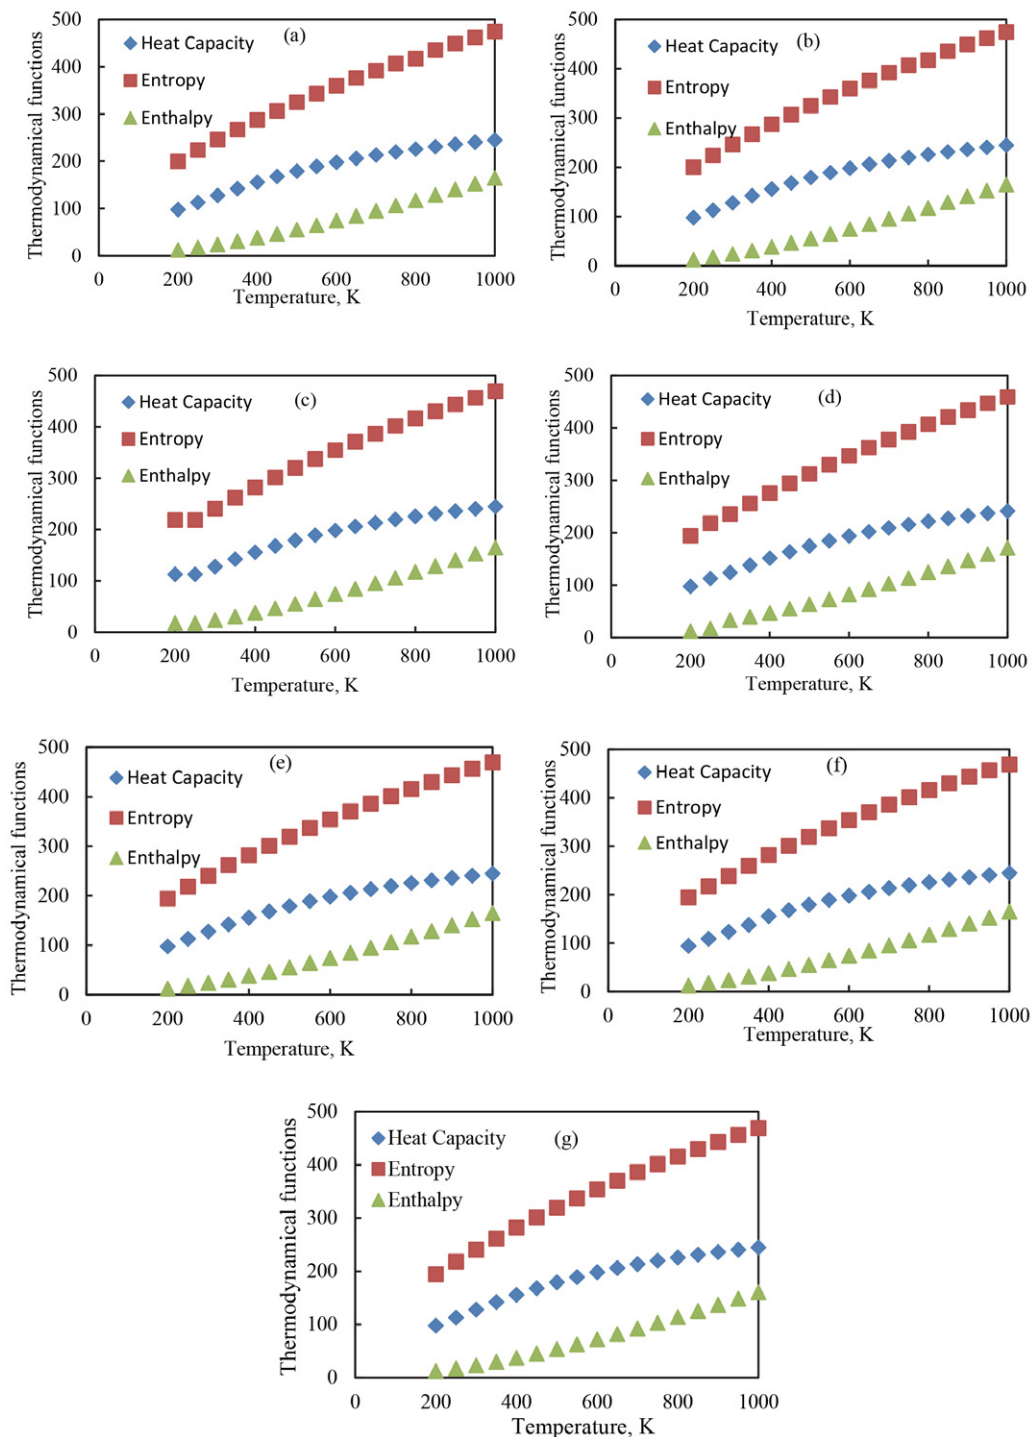 500
400
300
200
100
0
Thermodynamical functions
(a)
Heat Capacity
Entropy
Enthalpy
0 200 400 600 800 1000
Temperature, K
500
400
300
200
100
0
Thermodynamical functions
(b)
Heat Capacity
Entropy
Enthalpy
0 200 400 600 800 1000
Temperature, K
500
400
300
200
100
0
Thermodynamical functions
(c)
Heat Capacity
Entropy
Enthalpy
0 200 400 600 800 1000
Temperature, K
500
400
300
200
100
0
Thermodynamical functions
(d)
Heat Capacity
Entropy
Enthalpy
0 200 400 600 800 1000
Temperature, K
500
400
300
200
100
0
Thermodynamical functions
(e)
Heat Capacity
Entropy
Enthalpy
0 200 400 600 800 1000
Temperature, K
500
400
300
200
100
0
Thermodynamical functions
(f)
Heat Capacity
Entropy
Enthalpy
0 200 400 600 800 1000
Temperature, K
500
400
300
200
100
0
Thermodynamical functions
(g)
Heat Capacity
Entropy
Enthalpy
0 200 400 600 800 1000
Temperature, K